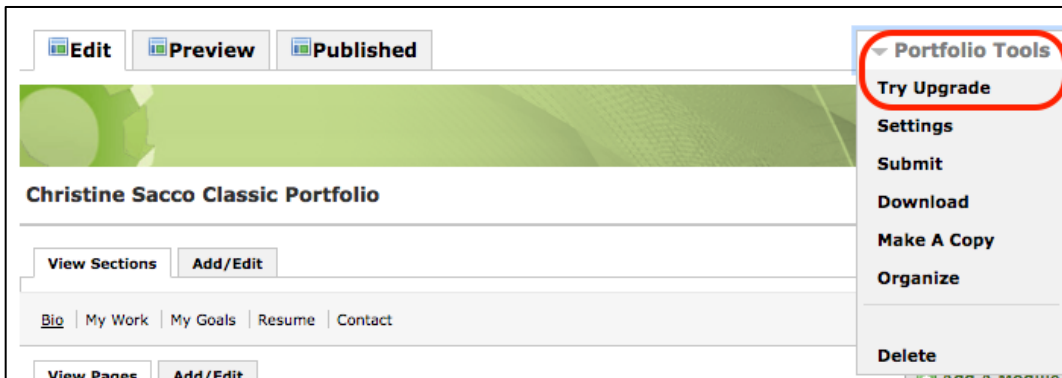 Edit Preview Published
Portfolio Tools
Try Upgrade
Settings
Submit
Download
Make A Copy
Organize
Delete
Christine Sacco Classic Portfolio
View Sections Add/Edit
Bio My Work My Goals Resume Contact
View Pages Add/Edit